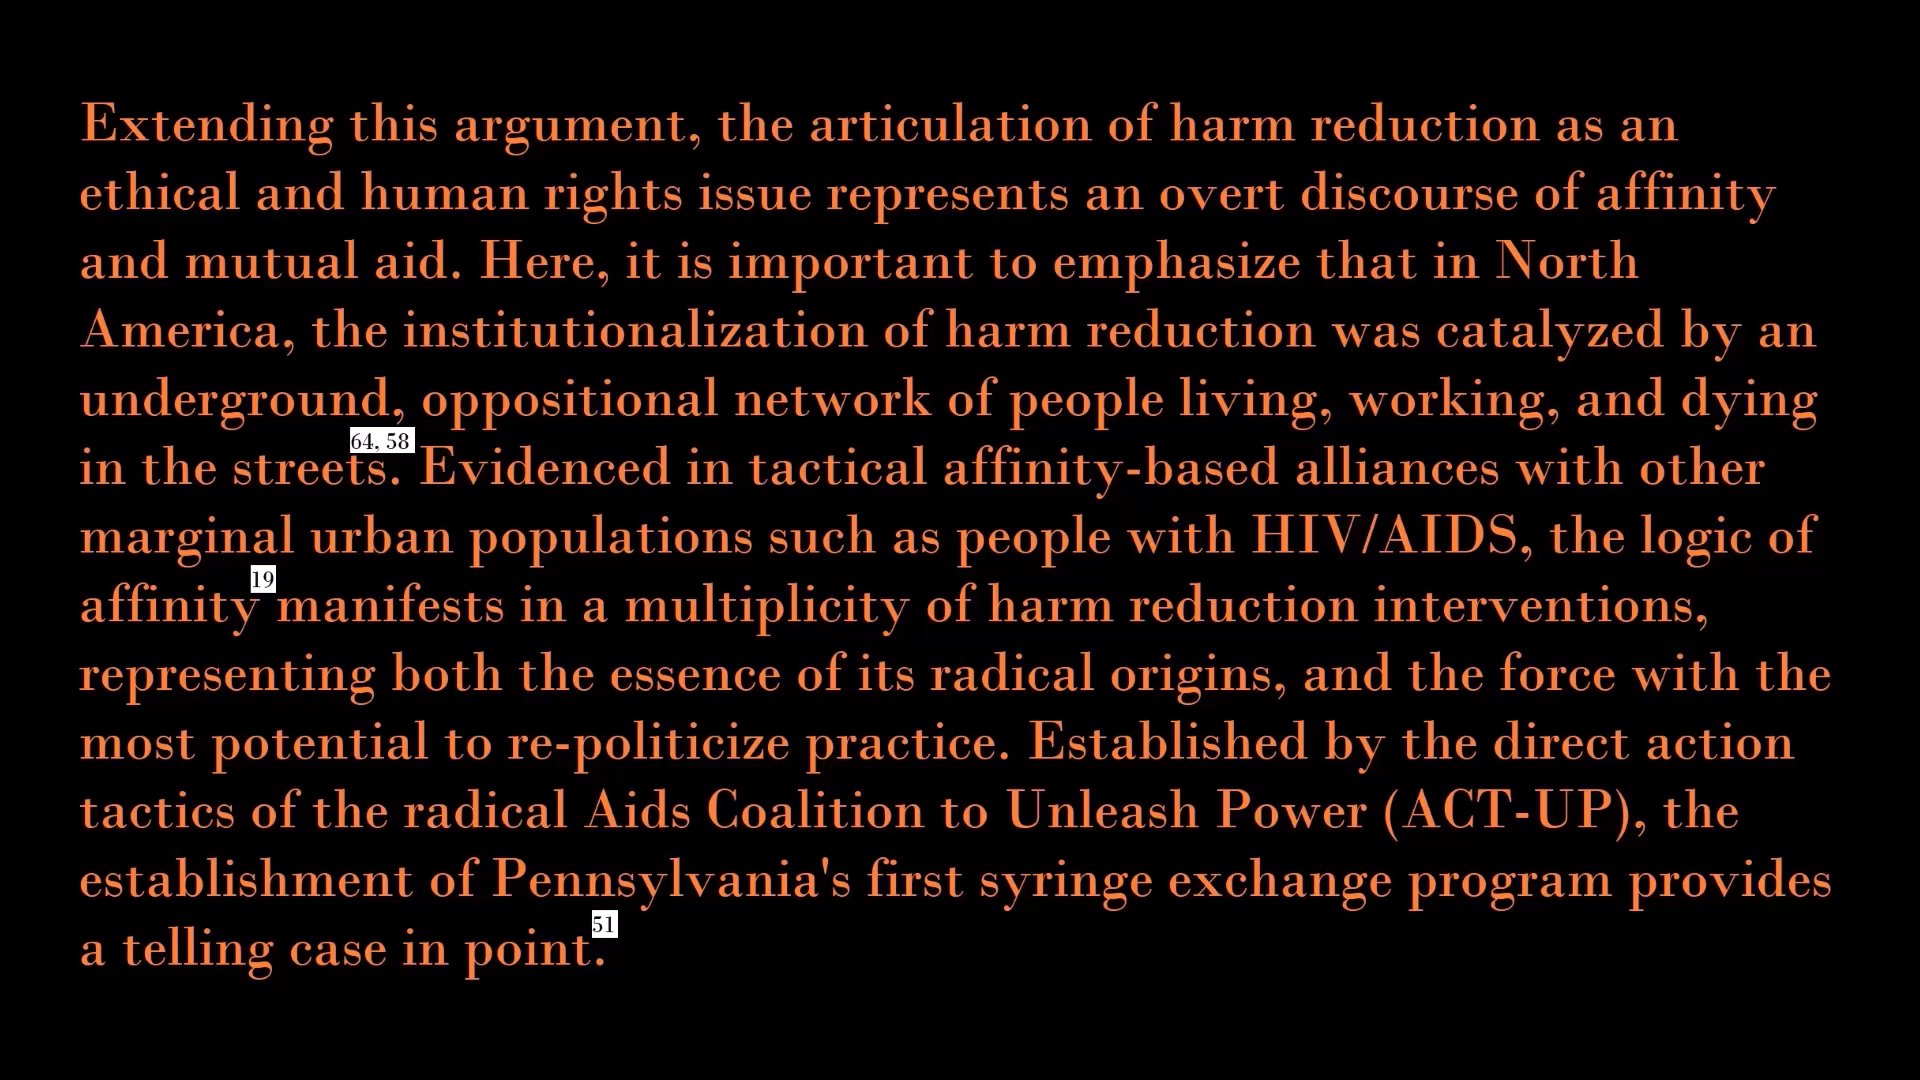 Extending this argument, the articulation of harm reduction as an
ethical and human rights issue represents an overt discourse of affinity
and mutual aid. Here, it is important to emphasize that in North
America, the institutionalization of harm reduction was catalyzed by an
underground, oppositional network of people living, working, and dying
in the streets.64, 58 Evidenced in tactical affinity-based alliances with other
marginal urban populations such as people with HIV/AIDS, the logic of
affinity19 manifests in a multiplicity of harm reduction interventions,
representing both the essence of its radical origins, and the force with the
most potential to re-politicize practice. Established by the direct action
tactics of the radical Aids Coalition to Unleash Power (ACT-UP), the
establishment of Pennsylvania's first syringe exchange program provides
a telling case in point.51